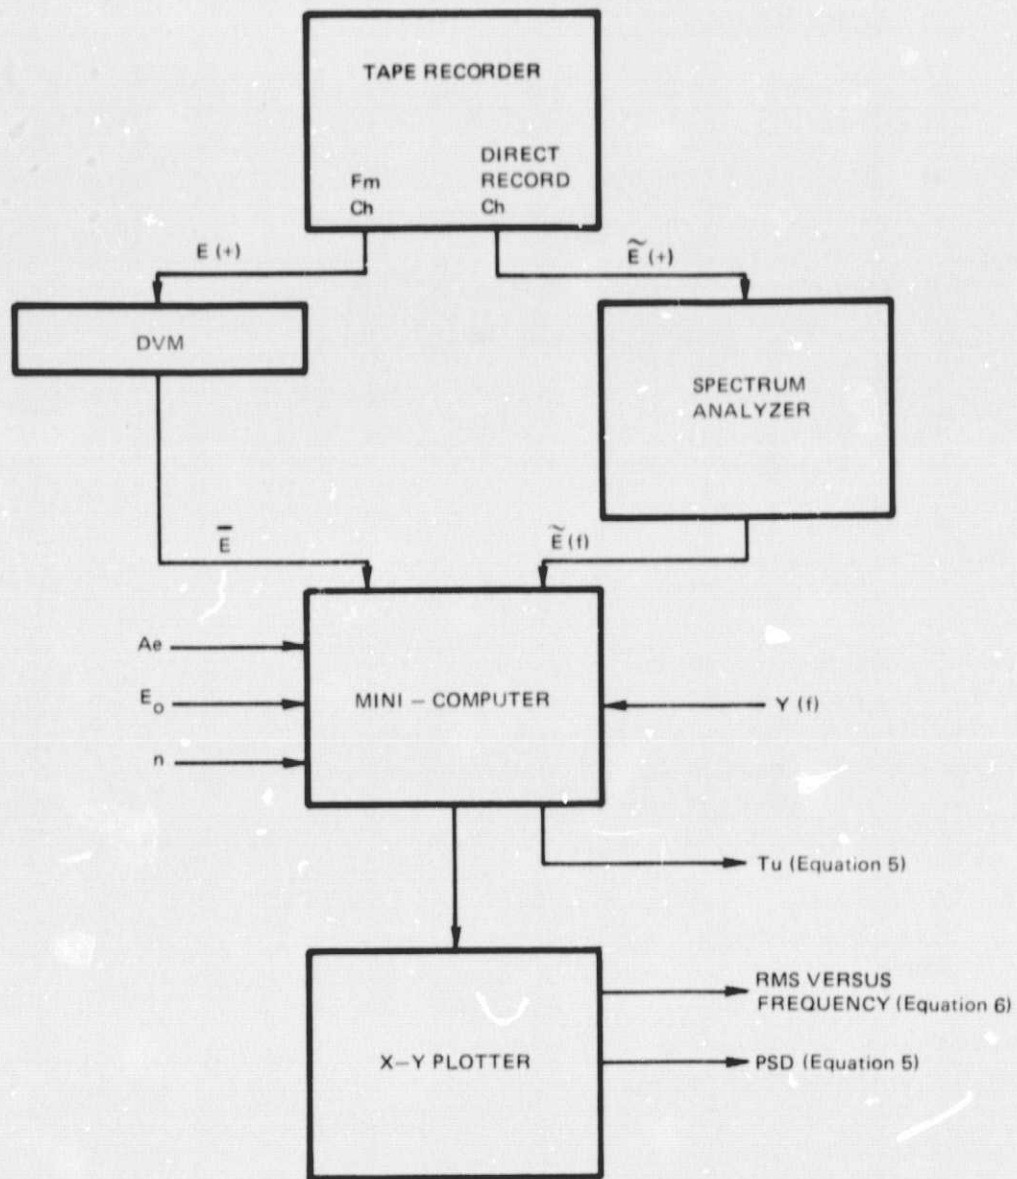 TAPE RECORDER
DIRECT
RECORD
Ch
Fm
Ch
E (+)
Ẽ (+)
DVM
SPECTRUM
ANALYZER
E̅
Ẽ (f)
Ae
E₀
n
MINI – COMPUTER
Y (f)
Tu (Equation 5)
RMS VERSUS
FREQUENCY (Equation 6)
X–Y PLOTTER
PSD (Equation 5)